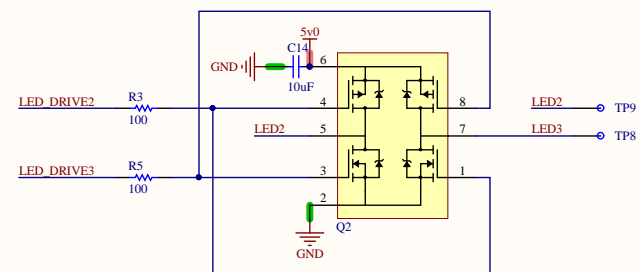 5v0
C14
GND
10uF
6
LED_DRIVE2
R3
100
4
8
LED2
TP9
LED2
5
7
LED3
TP8
LED_DRIVE3
R5
100
3
1
2
Q2
GND